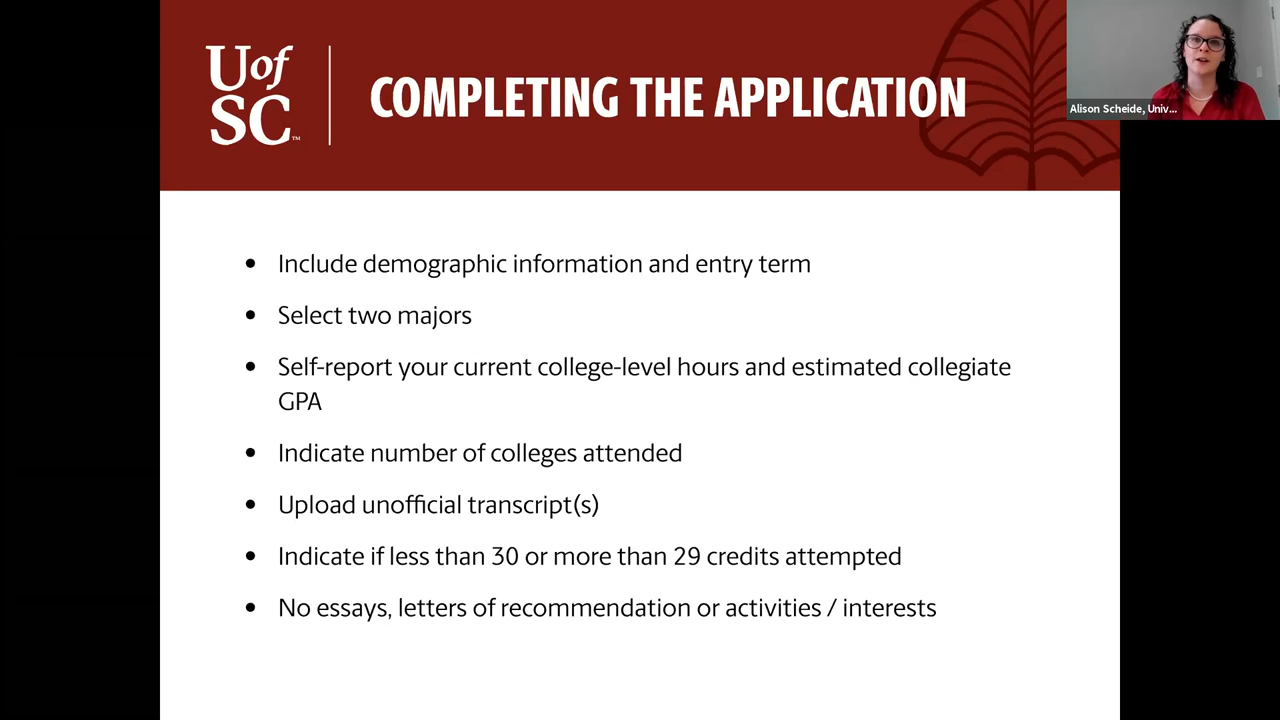 UofSC™
COMPLETING THE APPLICATION
Alison Scheide, Univ...
• Include demographic information and entry term
• Select two majors
• Self-report your current college-level hours and estimated collegiate
GPA
• Indicate number of colleges attended
• Upload unofficial transcript(s)
• Indicate if less than 30 or more than 29 credits attempted
• No essays, letters of recommendation or activities / interests